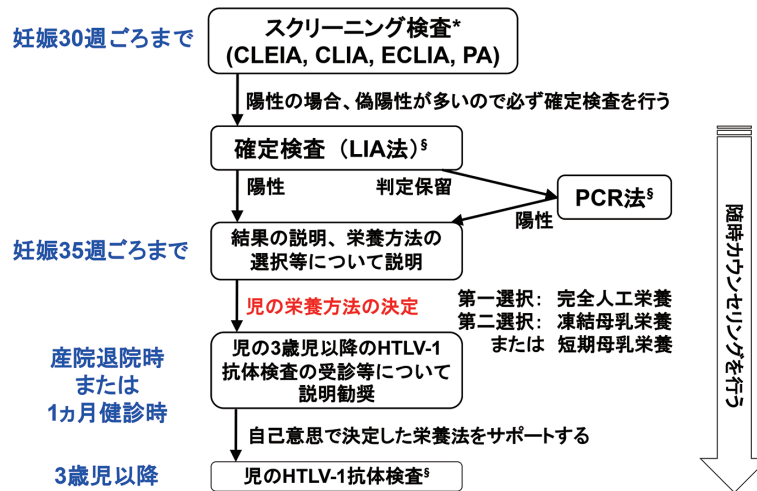 妊娠30週ごろまで
スクリーニング検査*
(CLEIA, CLIA, ECLIA, PA)
陽性の場合、偽陽性が多いので必ず確定検査を行う
確定検査（LIA法）§
陽性
判定保留
PCR法§
陽性
妊娠35週ごろまで
結果の説明、栄養方法の
選択等について説明
児の栄養方法の決定
第一選択： 完全人工栄養
第二選択： 凍結母乳栄養
または 短期母乳栄養
産院退院時
または
1ヵ月健診時
児の3歳児以降のHTLV-1
抗体検査の受診等について
説明勧奨
自己意思で決定した栄養法をサポートする
3歳児以降
児のHTLV-1抗体検査§
随時カウンセリングを行う